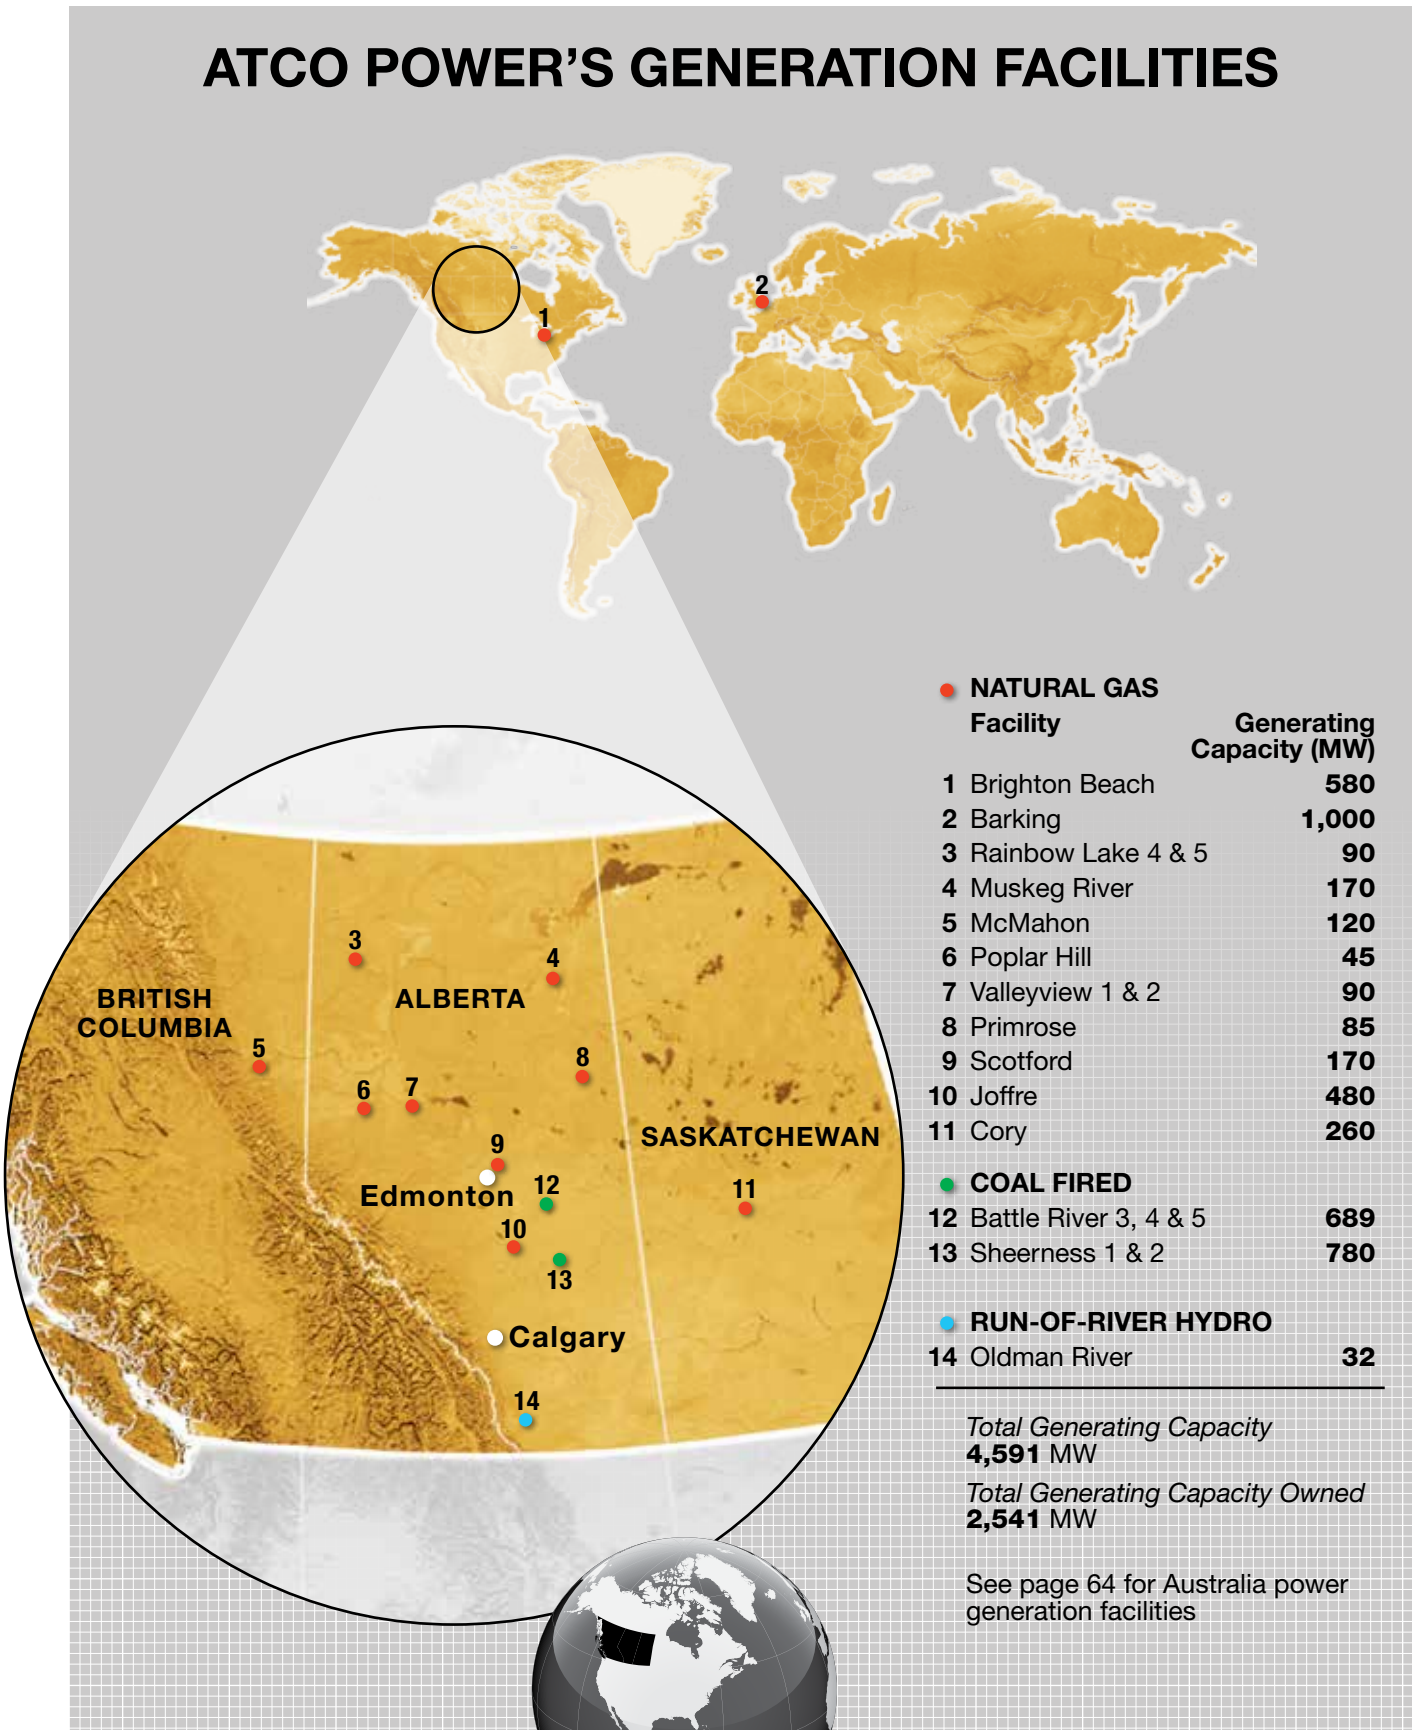 ATCO POWER’S GENERATION FACILITIES
2
1
NATURAL GAS
Facility Generating
Capacity (MW)
1 Brighton Beach 580
2 Barking 1,000
3 Rainbow Lake 4 & 5 90
4 Muskeg River 170
5 McMahon 120
6 Poplar Hill 45
7 Valleyview 1 & 2 90
8 Primrose 85
9 Scotford 170
10 Joffre 480
11 Cory 260
COAL FIRED
12 Battle River 3, 4 & 5 689
13 Sheerness 1 & 2 780
RUN-OF-RIVER HYDRO
14 Oldman River 32
Total Generating Capacity
4,591 MW
Total Generating Capacity Owned
2,541 MW
See page 64 for Australia power
generation facilities
3
4
BRITISH
COLUMBIA
ALBERTA
5
8
6
7
SASKATCHEWAN
9
Edmonton
12
11
10
13
Calgary
14